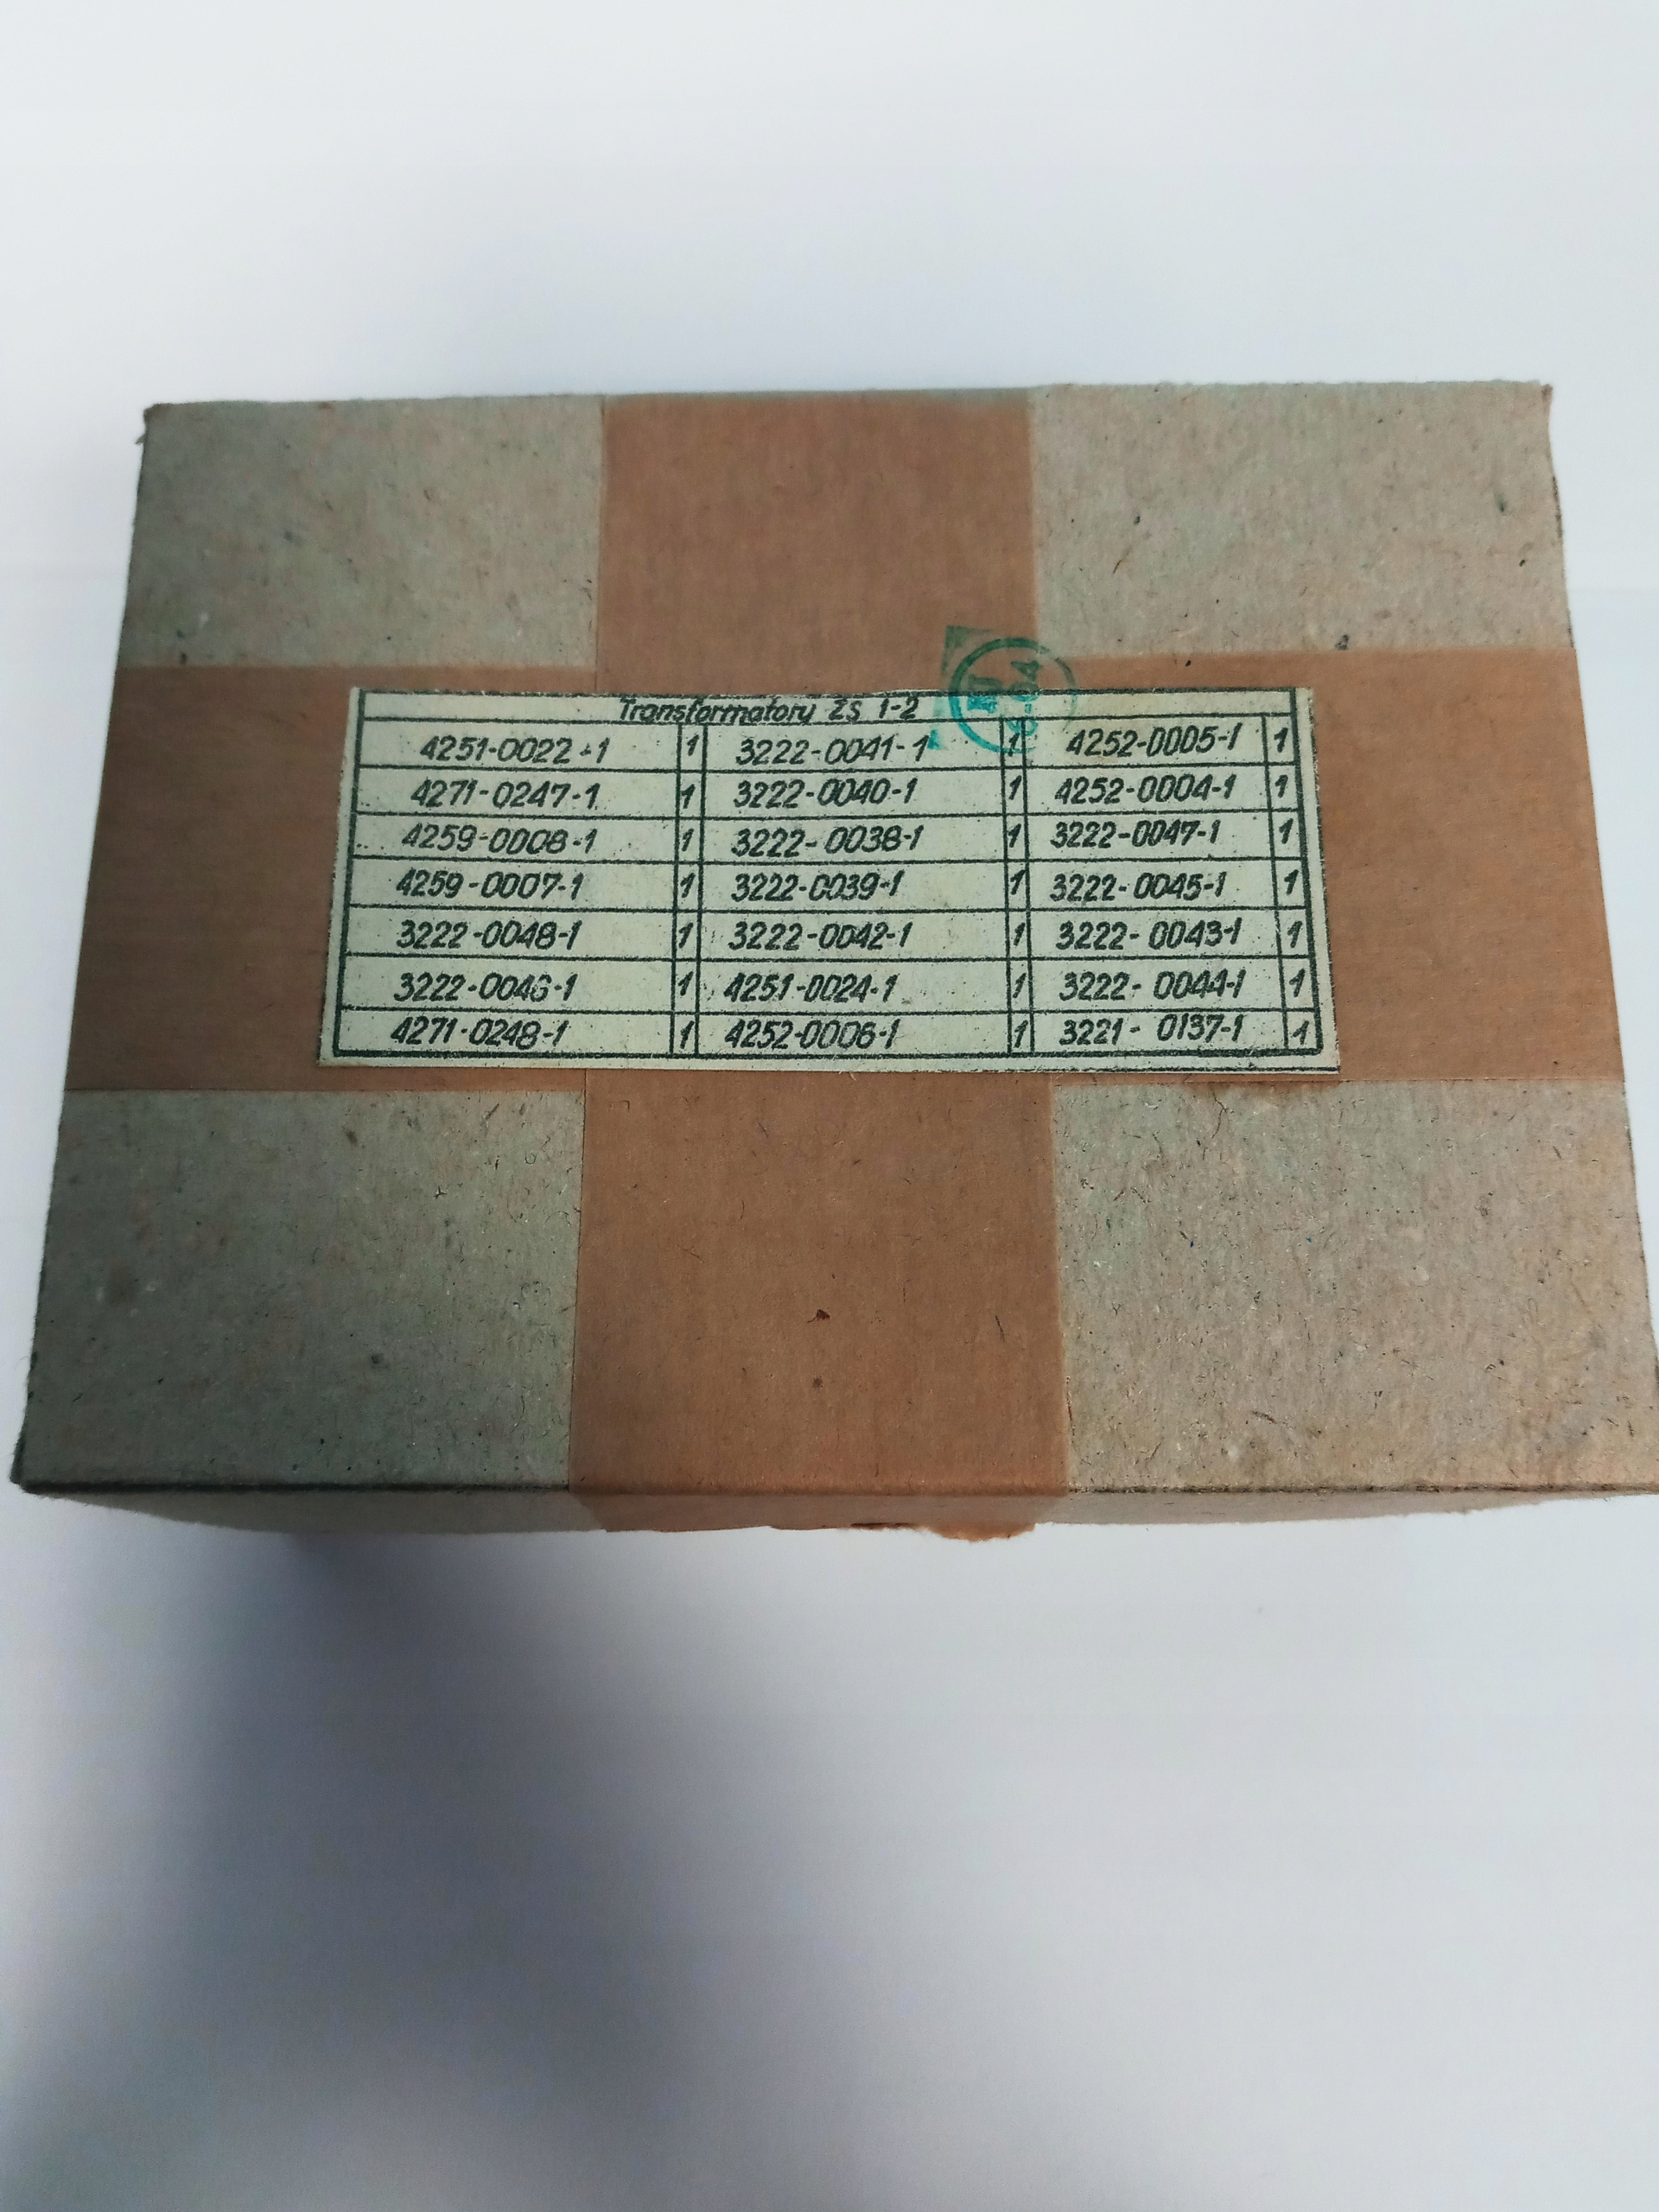 Transformatory ΣS 1-2
4251-0022-1 1 3222-0041-1 1 4252-0005-1 1
4271-0247-1 1 3222-0040-1 1 4252-0004-1 1
4259-0008-1 1 3222-0038-1 1 3222-0047-1 1
4259-0007-1 1 3222-0039-1 1 3222-0045-1 1
3222-0048-1 1 3222-0042-1 1 3222-0043-1 1
3222-0046-1 1 4251-0024-1 1 3222-0044-1 1
4271-0248-1 1 4252-0006-1 1 3221-0137-1 1